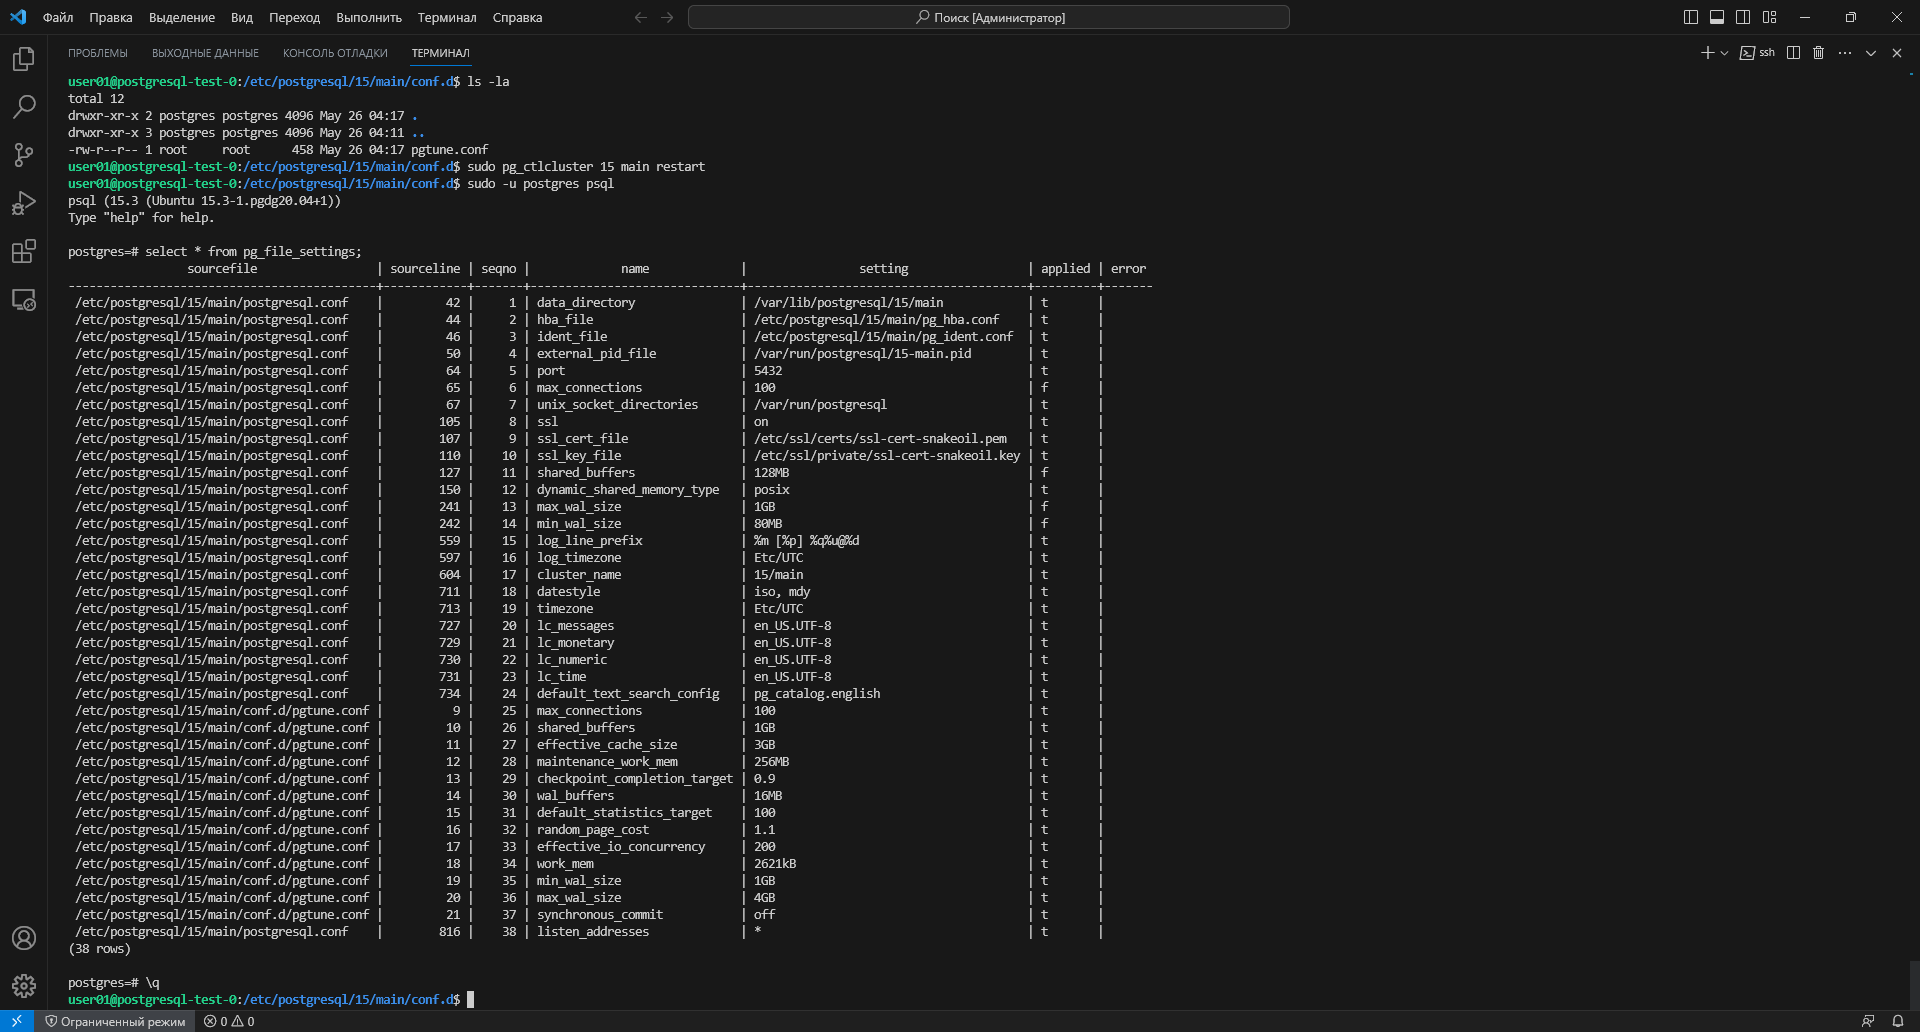 Файл Правка Выделение Вид Переход Выполнить Терминал Справка Поиск [Администратор]
ПРОБЛЕМЫ ВЫХОДНЫЕ ДАННЫЕ КОНСОЛЬ ОТЛАДКИ ТЕРМИНАЛ ssh
user01@postgresql-test-0:/etc/postgresql/15/main/conf.d$ ls -la
total 12
drwxr-xr-x 2 postgres postgres 4096 May 26 04:17 .
drwxr-xr-x 3 postgres postgres 4096 May 26 04:11 ..
-rw-r--r-- 1 root     root      458 May 26 04:17 pgtune.conf
user01@postgresql-test-0:/etc/postgresql/15/main/conf.d$ sudo pg_ctlcluster 15 main restart
user01@postgresql-test-0:/etc/postgresql/15/main/conf.d$ sudo -u postgres psql
psql (15.3 (Ubuntu 15.3-1.pgdg20.04+1))
Type "help" for help.
postgres=# select * from pg_file_settings;
sourcefile | sourceline | seqno | name | setting | applied | error
--------------------------------------------+------------+-------+------------------------------+----------------------------------------+---------+-------
/etc/postgresql/15/main/postgresql.conf | 42 | 1 | data_directory | /var/lib/postgresql/15/main | t |
/etc/postgresql/15/main/postgresql.conf | 44 | 2 | hba_file | /etc/postgresql/15/main/pg_hba.conf | t |
/etc/postgresql/15/main/postgresql.conf | 46 | 3 | ident_file | /etc/postgresql/15/main/pg_ident.conf | t |
/etc/postgresql/15/main/postgresql.conf | 50 | 4 | external_pid_file | /var/run/postgresql/15-main.pid | t |
/etc/postgresql/15/main/postgresql.conf | 64 | 5 | port | 5432 | t |
/etc/postgresql/15/main/postgresql.conf | 65 | 6 | max_connections | 100 | f |
/etc/postgresql/15/main/postgresql.conf | 67 | 7 | unix_socket_directories | /var/run/postgresql | t |
/etc/postgresql/15/main/postgresql.conf | 105 | 8 | ssl | on | t |
/etc/postgresql/15/main/postgresql.conf | 107 | 9 | ssl_cert_file | /etc/ssl/certs/ssl-cert-snakeoil.pem | t |
/etc/postgresql/15/main/postgresql.conf | 110 | 10 | ssl_key_file | /etc/ssl/private/ssl-cert-snakeoil.key | t |
/etc/postgresql/15/main/postgresql.conf | 127 | 11 | shared_buffers | 128MB | f |
/etc/postgresql/15/main/postgresql.conf | 150 | 12 | dynamic_shared_memory_type | posix | t |
/etc/postgresql/15/main/postgresql.conf | 241 | 13 | max_wal_size | 1GB | f |
/etc/postgresql/15/main/postgresql.conf | 242 | 14 | min_wal_size | 80MB | f |
/etc/postgresql/15/main/postgresql.conf | 559 | 15 | log_line_prefix | %m [%p] %q%u@%d | t |
/etc/postgresql/15/main/postgresql.conf | 597 | 16 | log_timezone | Etc/UTC | t |
/etc/postgresql/15/main/postgresql.conf | 604 | 17 | cluster_name | 15/main | t |
/etc/postgresql/15/main/postgresql.conf | 711 | 18 | datestyle | iso, mdy | t |
/etc/postgresql/15/main/postgresql.conf | 713 | 19 | timezone | Etc/UTC | t |
/etc/postgresql/15/main/postgresql.conf | 727 | 20 | lc_messages | en_US.UTF-8 | t |
/etc/postgresql/15/main/postgresql.conf | 729 | 21 | lc_monetary | en_US.UTF-8 | t |
/etc/postgresql/15/main/postgresql.conf | 730 | 22 | lc_numeric | en_US.UTF-8 | t |
/etc/postgresql/15/main/postgresql.conf | 731 | 23 | lc_time | en_US.UTF-8 | t |
/etc/postgresql/15/main/postgresql.conf | 734 | 24 | default_text_search_config | pg_catalog.english | t |
/etc/postgresql/15/main/conf.d/pgtune.conf | 9 | 25 | max_connections | 100 | t |
/etc/postgresql/15/main/conf.d/pgtune.conf | 10 | 26 | shared_buffers | 1GB | t |
/etc/postgresql/15/main/conf.d/pgtune.conf | 11 | 27 | effective_cache_size | 3GB | t |
/etc/postgresql/15/main/conf.d/pgtune.conf | 12 | 28 | maintenance_work_mem | 256MB | t |
/etc/postgresql/15/main/conf.d/pgtune.conf | 13 | 29 | checkpoint_completion_target | 0.9 | t |
/etc/postgresql/15/main/conf.d/pgtune.conf | 14 | 30 | wal_buffers | 16MB | t |
/etc/postgresql/15/main/conf.d/pgtune.conf | 15 | 31 | default_statistics_target | 100 | t |
/etc/postgresql/15/main/conf.d/pgtune.conf | 16 | 32 | random_page_cost | 1.1 | t |
/etc/postgresql/15/main/conf.d/pgtune.conf | 17 | 33 | effective_io_concurrency | 200 | t |
/etc/postgresql/15/main/conf.d/pgtune.conf | 18 | 34 | work_mem | 2621kB | t |
/etc/postgresql/15/main/conf.d/pgtune.conf | 19 | 35 | min_wal_size | 1GB | t |
/etc/postgresql/15/main/conf.d/pgtune.conf | 20 | 36 | max_wal_size | 4GB | t |
/etc/postgresql/15/main/conf.d/pgtune.conf | 21 | 37 | synchronous_commit | off | t |
/etc/postgresql/15/main/postgresql.conf | 816 | 38 | listen_addresses | * | t |
(38 rows)
postgres=# \q
user01@postgresql-test-0:/etc/postgresql/15/main/conf.d$
Ограниченный режим 0 0